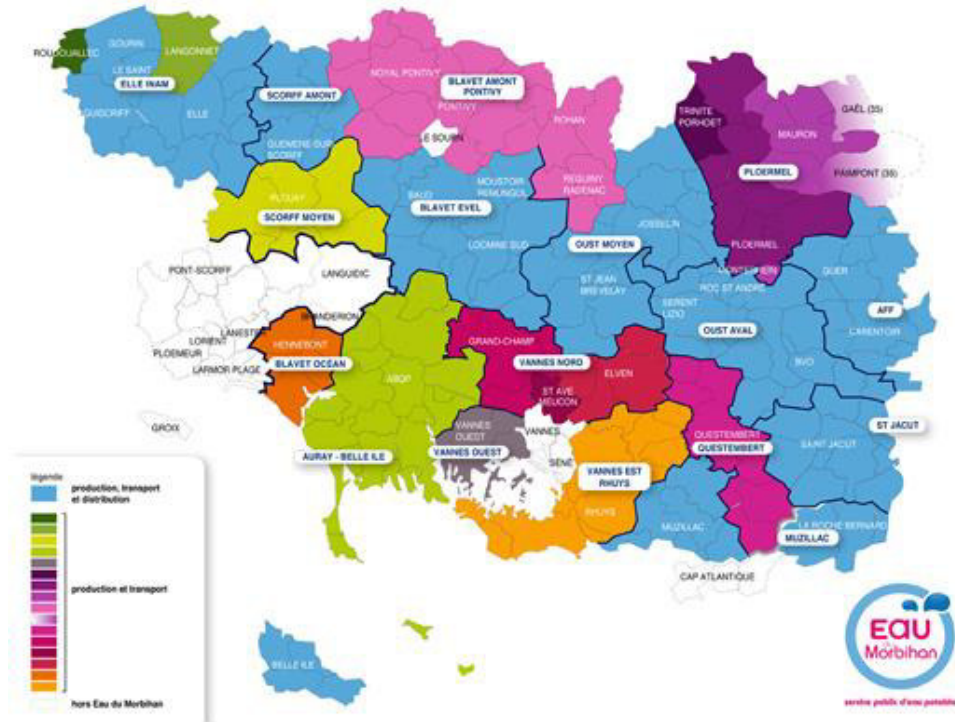 ROUDOUALLEC
GOURIN
LANGONNET
LE SAINT
ELLE INAM
GUISCRIFF
ELLE
SCORFF AMONT
GUEMENE-SUR
SCORFF
NOYAL PONTIVY
BLAVET AMONT
PONTIVY
PONTIVY
LE SOURN
ROHAN
REGUINY
RADENAC
TRINITE
PORHOET
MAURON
GAËL (35)
PAIMPONT (35)
PLOERMEL
PLOUAY
SCORFF MOYEN
BAUD
MOUSTOIR
REMUNGOL
BLAVET EVEL
LOCMINE SUD
JOSSELIN
OUST MOYEN
PLOERMEL
MONTERREIN
GUER
PONT-SCORFF
LANGUIDIC
ST JEAN
BREVELAY
ROC ST ANDRÉ
SERENT
LIZIO
OUST AVAL
AFF
CARENTOIR
BVO
BRANDERION
LANESTER
LORIENT
PLOEMEUR
LARMOR PLAGE
HENNEBONT
BLAVET OCEAN
GRAND-CHAMP
VANNES NORD
ELVEN
ST AVE
MEUCON
GROIX
AURAY - BELLE ILE
VANNES
OUEST
VANNES OUEST
VANNES
SENÉ
VANNES EST
RHUYS
RHUYS
QUESTEMBERT
QUESTEMBERT
SAINT JACUT
ST JACUT
MUZILLAC
MUZILLAC
LA ROCHE BERNARD
CAP ATLANTIQUE
BELLE ILE
légende
production, transport
et distribution
production et transport
hors Eau du Morbihan
EAU
du
Morbihan
service public d'eau potable